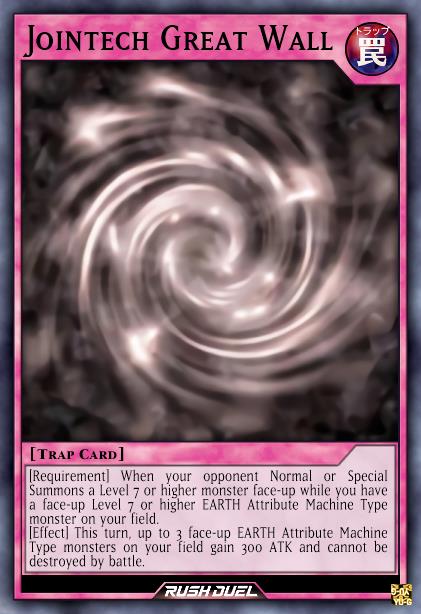 Jointech Great Wall
トラップ
罠
[Trap Card]
[Requirement] When your opponent Normal or Special
Summons a Level 7 or higher monster face-up while you have
a face-up Level 7 or higher EARTH Attribute Machine Type
monster on your field.
[Effect] This turn, up to 3 face-up EARTH Attribute Machine
Type monsters on your field gain 300 ATK and cannot be
destroyed by battle.
RUSH DUEL